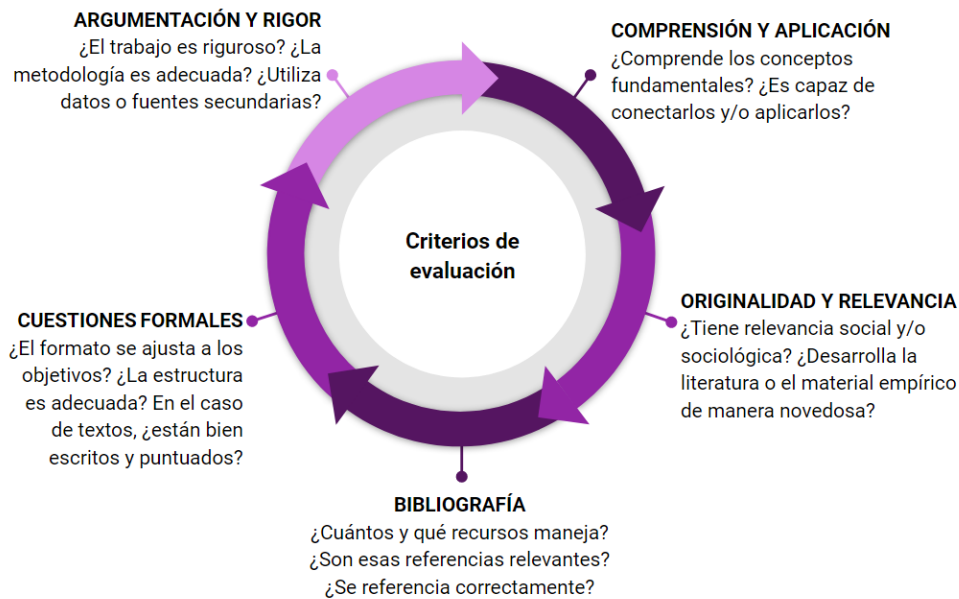 ARGUMENTACIÓN Y RIGOR
¿El trabajo es riguroso? ¿La
metodología es adecuada? ¿Utiliza
datos o fuentes secundarias?
COMPRENSIÓN Y APLICACIÓN
¿Comprende los conceptos
fundamentales? ¿Es capaz de
conectarlos y/o aplicarlos?
Criterios de
evaluación
ORIGINALIDAD Y RELEVANCIA
¿Tiene relevancia social y/o
sociológica? ¿Desarrolla la
literatura o el material empírico
de manera novedosa?
CUESTIONES FORMALES
¿El formato se ajusta a los
objetivos? ¿La estructura
es adecuada? En el caso
de textos, ¿están bien
escritos y puntuados?
BIBLIOGRAFÍA
¿Cuántos y qué recursos maneja?
¿Son esas referencias relevantes?
¿Se referencia correctamente?